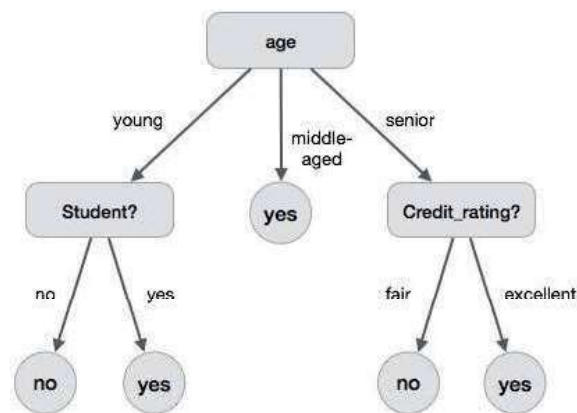 age
young
middle-
aged
senior
Student?
yes
Credit_rating?
no
yes
fair
excellent
no
yes
no
yes